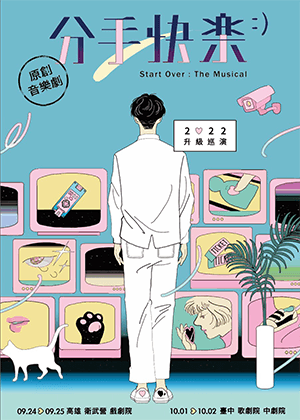 分手快樂:)
Start Over : The Musical
原創
音樂劇
2♡22
升級巡演
09.24▷09.25 高雄 衛武營 戲劇院
10.01▷10.02 臺中 歌劇院 中劇院